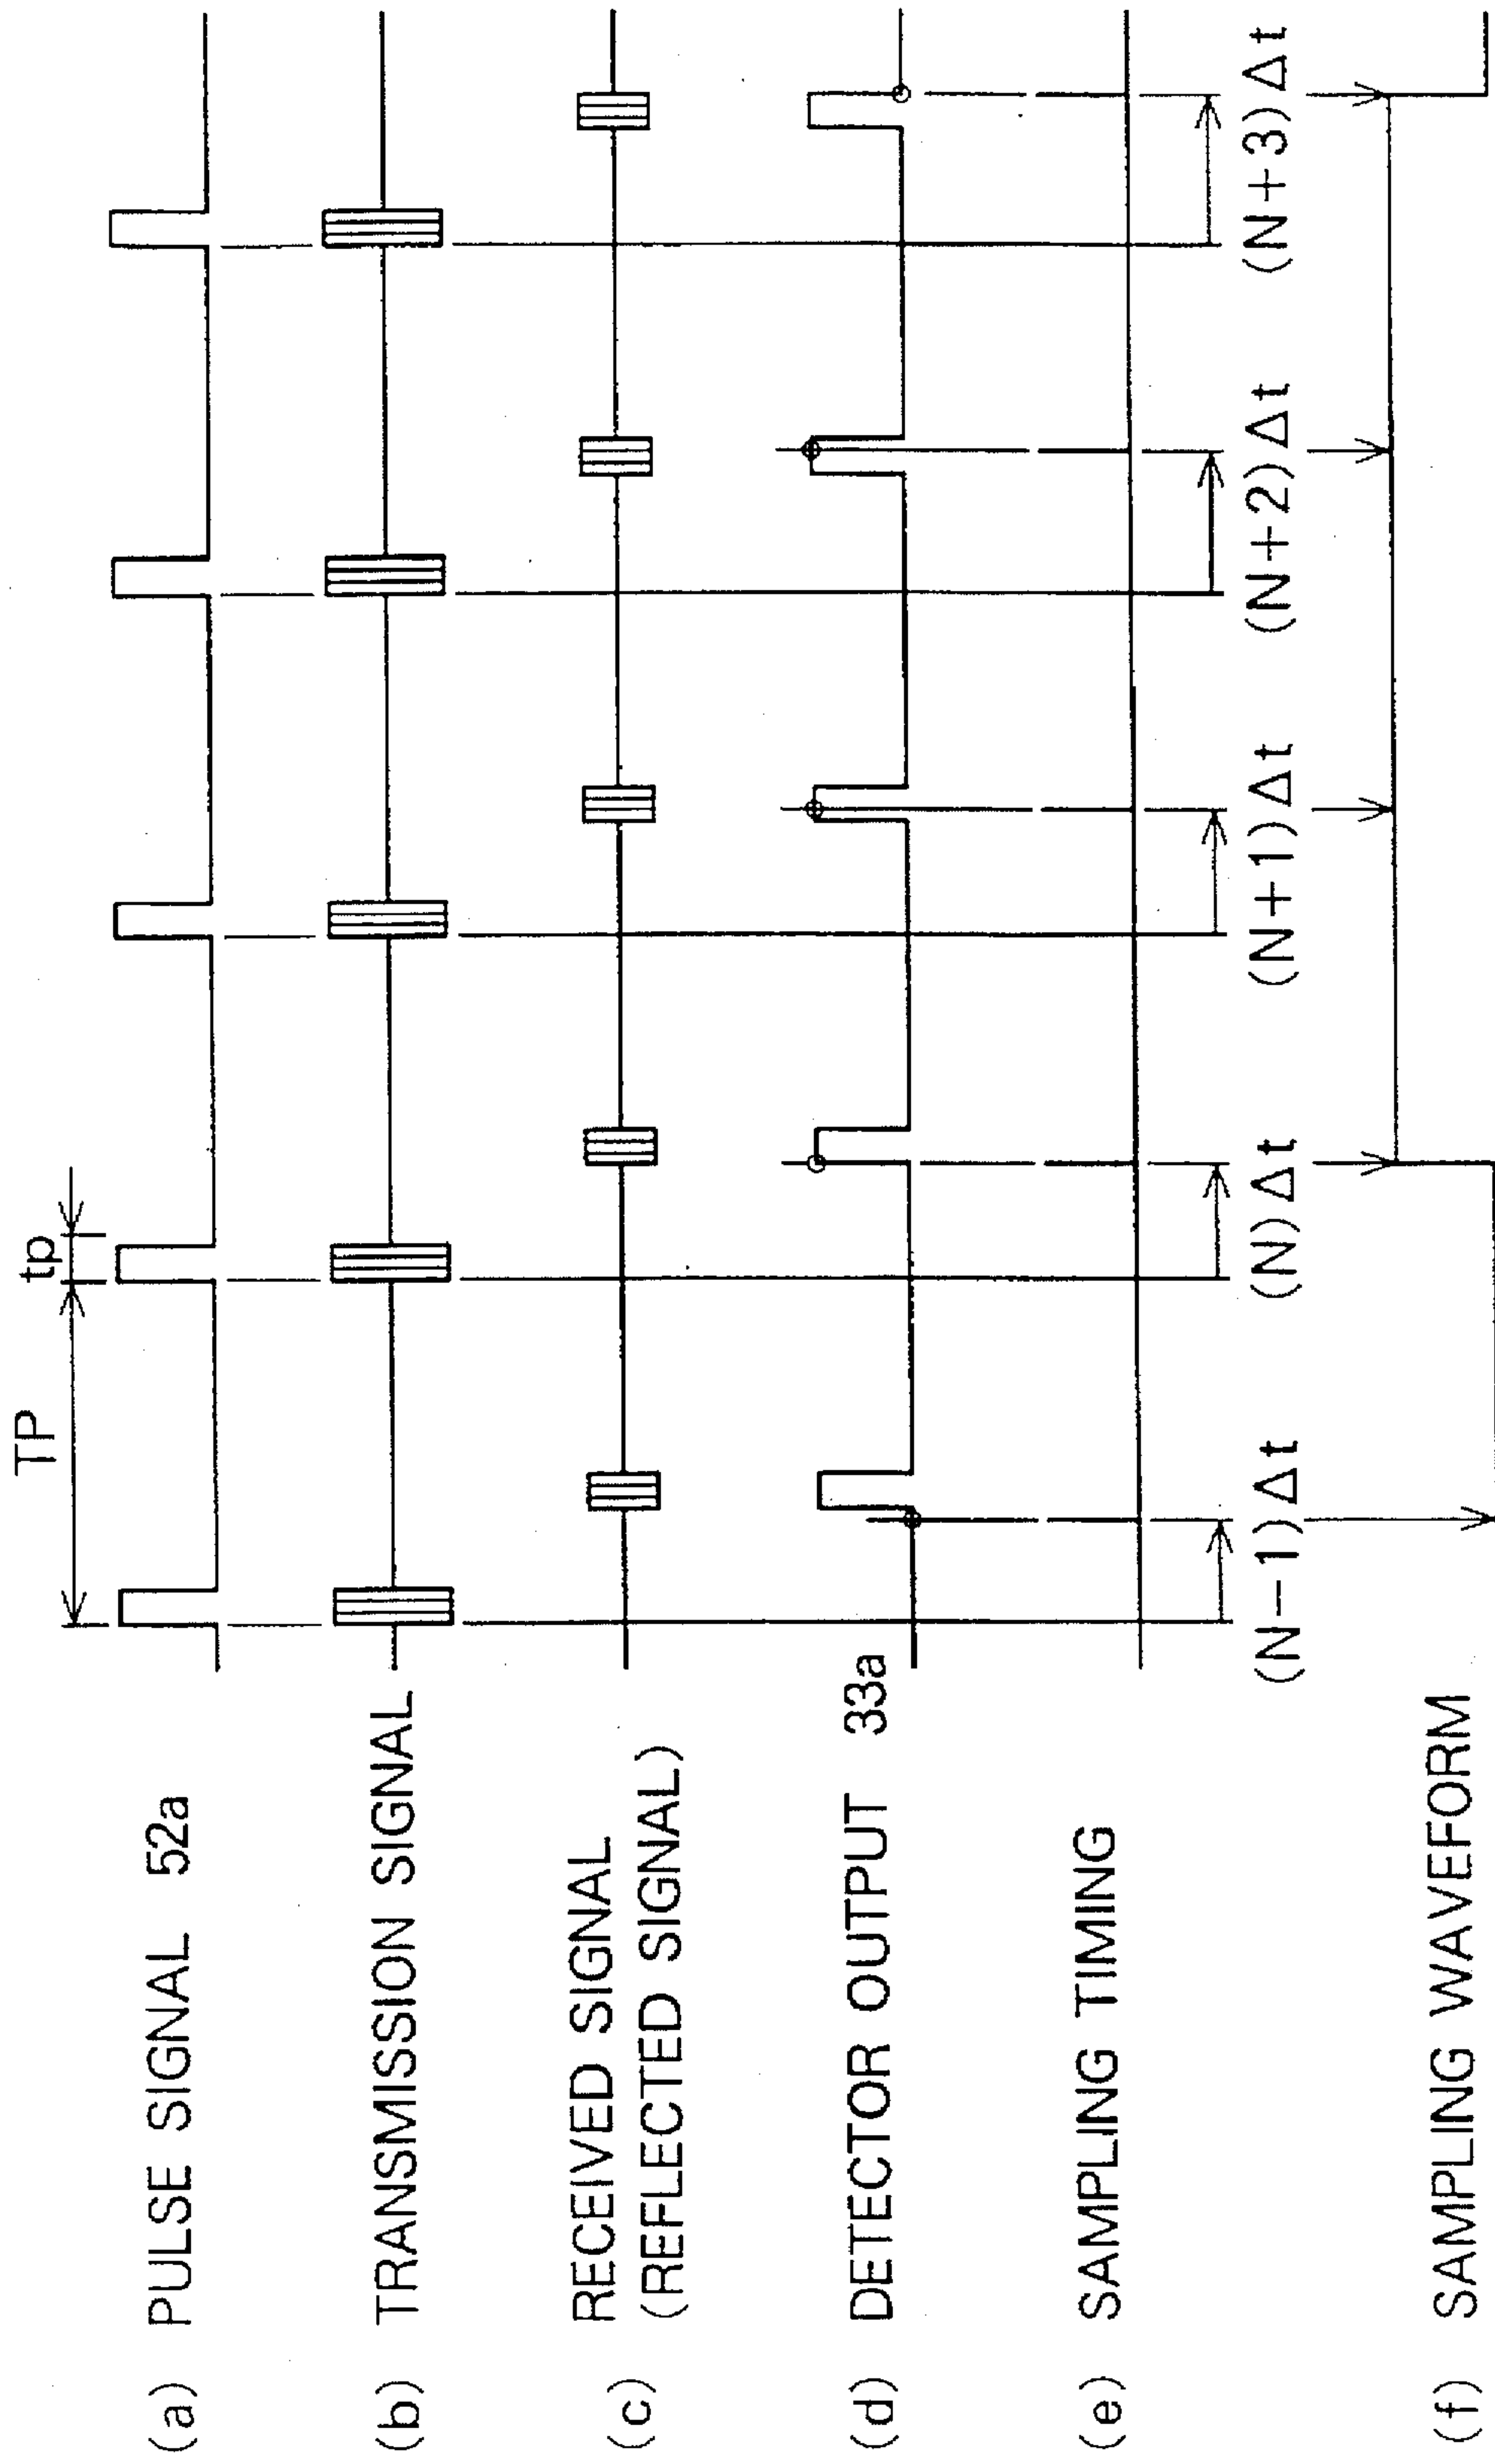 TP tp
(a) PULSE SIGNAL 52a
(b) TRANSMISSION SIGNAL
(c) RECEIVED SIGNAL
(REFLECTED SIGNAL)
(d) DETECTOR OUTPUT 33a
(e) SAMPLING TIMING
(N−1)Δt (N)Δt (N+1)Δt (N+2)Δt (N+3)Δt
(f) SAMPLING WAVEFORM